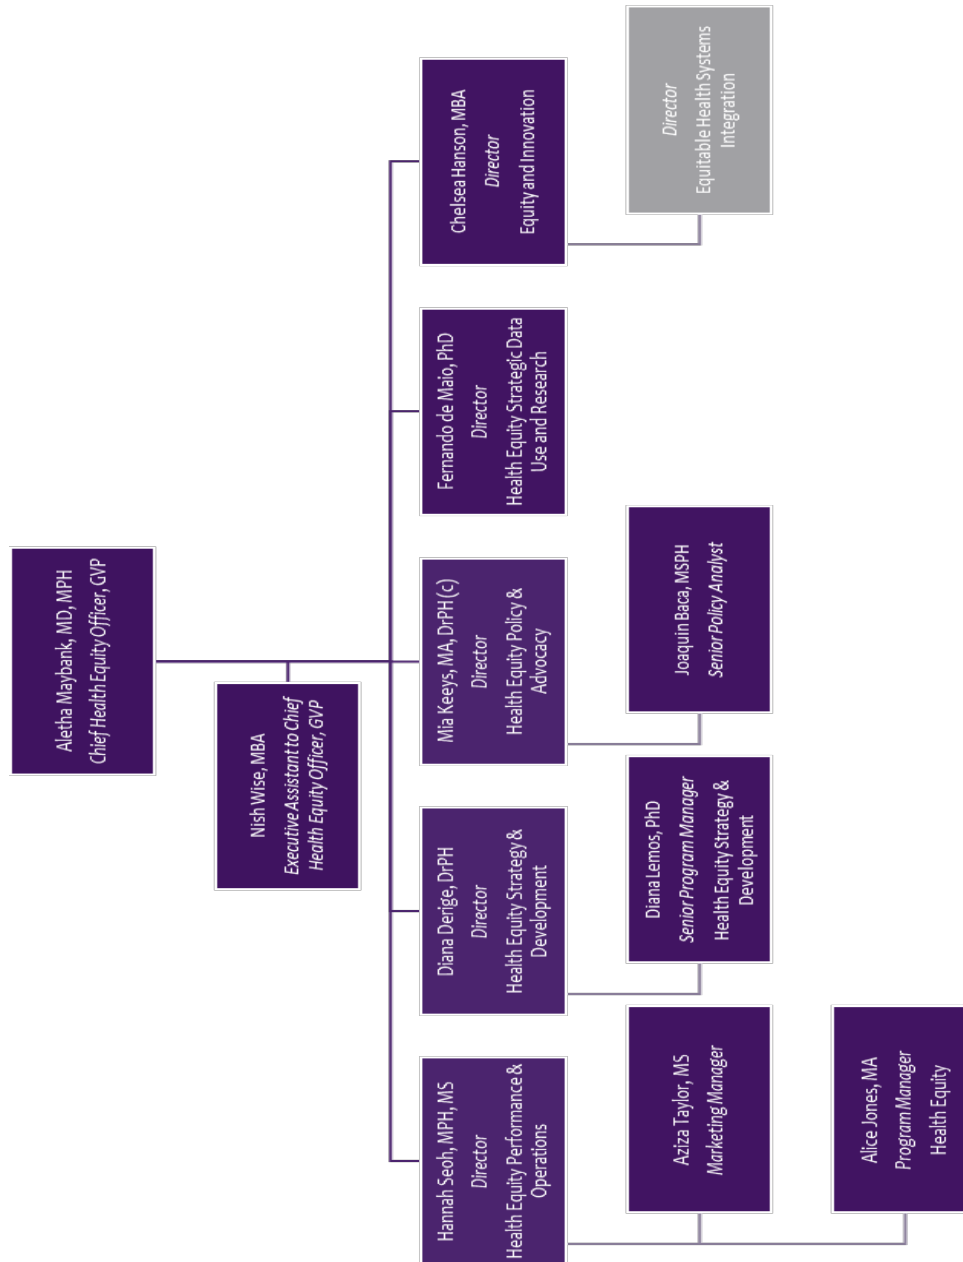 Aletha Maybank, MD, MPH
Chief Health Equity Officer, GVP
Nish Wise, MBA
Executive Assistant to Chief
Health Equity Officer, GVP
Hannah Seoh, MPH, MS
Director
Health Equity Performance &
Operations
Diana Derige, DrPH
Director
Health Equity Strategy &
Development
Mia Keeys, MA, DrPH (c)
Director
Health Equity Policy &
Advocacy
Fernando de Maio, PhD
Director
Health Equity Strategic Data
Use and Research
Chelsea Hanson, MBA
Director
Equity and Innovation
Aziza Taylor, MS
Marketing Manager
Diana Lemos, PhD
Senior Program Manager
Health Equity Strategy &
Development
Joaquin Baca, MSPH
Senior Policy Analyst
Director
Equitable Health Systems
Integration
Alice Jones, MA
Program Manager
Health Equity